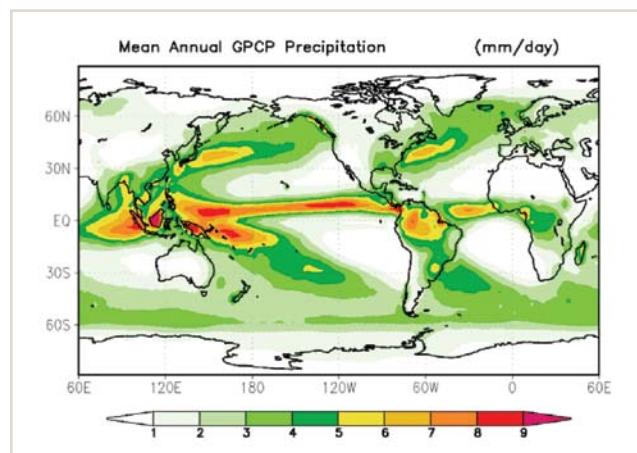 Mean Annual GPCP Precipitation (mm/day)
60N
30N
EQ
30S
60S
60E 120E 180 120W 60W 0 60E
1 2 3 4 5 6 7 8 9